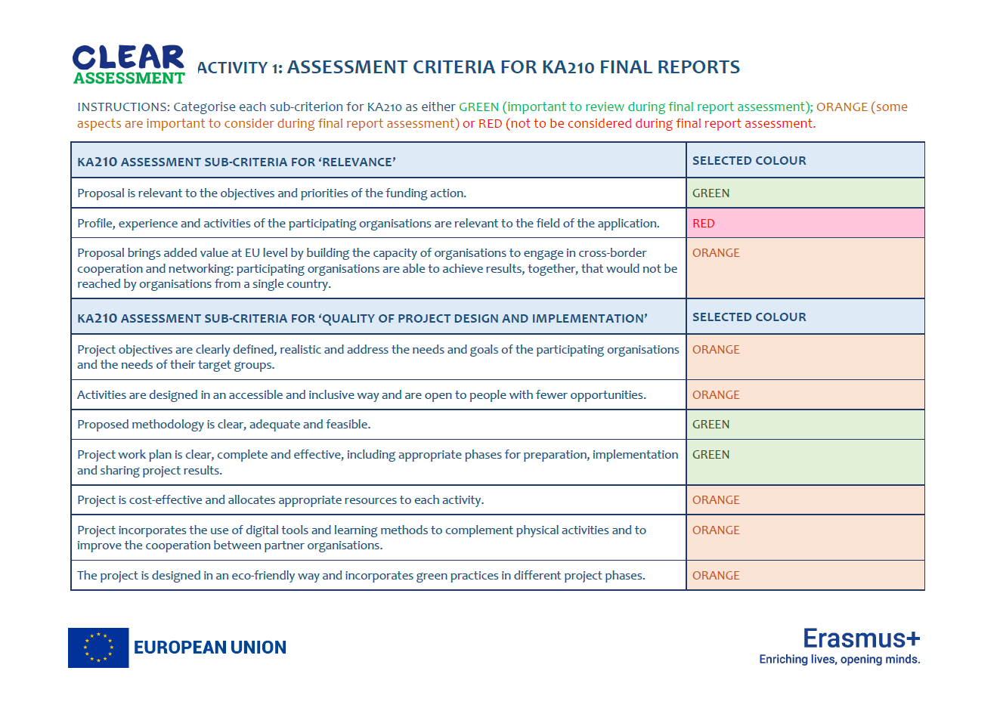 CLEAR
ASSESSMENT
ACTIVITY 1: ASSESSMENT CRITERIA FOR KA210 FINAL REPORTS
INSTRUCTIONS: Categorise each sub-criterion for KA210 as either GREEN (important to review during final report assessment); ORANGE (some
aspects are important to consider during final report assessment) or RED (not to be considered during final report assessment.
KA210 ASSESSMENT SUB-CRITERIA FOR ‘RELEVANCE’
SELECTED COLOUR
Proposal is relevant to the objectives and priorities of the funding action.
GREEN
Profile, experience and activities of the participating organisations are relevant to the field of the application.
RED
Proposal brings added value at EU level by building the capacity of organisations to engage in cross-border
cooperation and networking: participating organisations are able to achieve results, together, that would not be
reached by organisations from a single country.
ORANGE
KA210 ASSESSMENT SUB-CRITERIA FOR ‘QUALITY OF PROJECT DESIGN AND IMPLEMENTATION’
SELECTED COLOUR
Project objectives are clearly defined, realistic and address the needs and goals of the participating organisations
and the needs of their target groups.
ORANGE
Activities are designed in an accessible and inclusive way and are open to people with fewer opportunities.
ORANGE
Proposed methodology is clear, adequate and feasible.
GREEN
Project work plan is clear, complete and effective, including appropriate phases for preparation, implementation
and sharing project results.
GREEN
Project is cost-effective and allocates appropriate resources to each activity.
ORANGE
Project incorporates the use of digital tools and learning methods to complement physical activities and to
improve the cooperation between partner organisations.
ORANGE
The project is designed in an eco-friendly way and incorporates green practices in different project phases.
ORANGE
EUROPEAN UNION
Erasmus+
Enriching lives, opening minds.